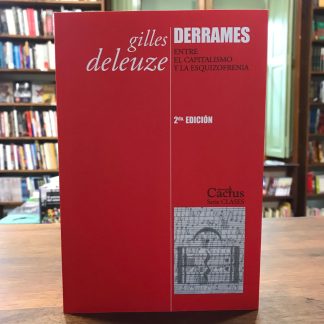 gilles
deleuze
DERRAMES
ENTRE
EL CAPITALISMO
Y LA ESQUIZOFRENIA
2da EDICIÓN
Cactus
Serie CLASES